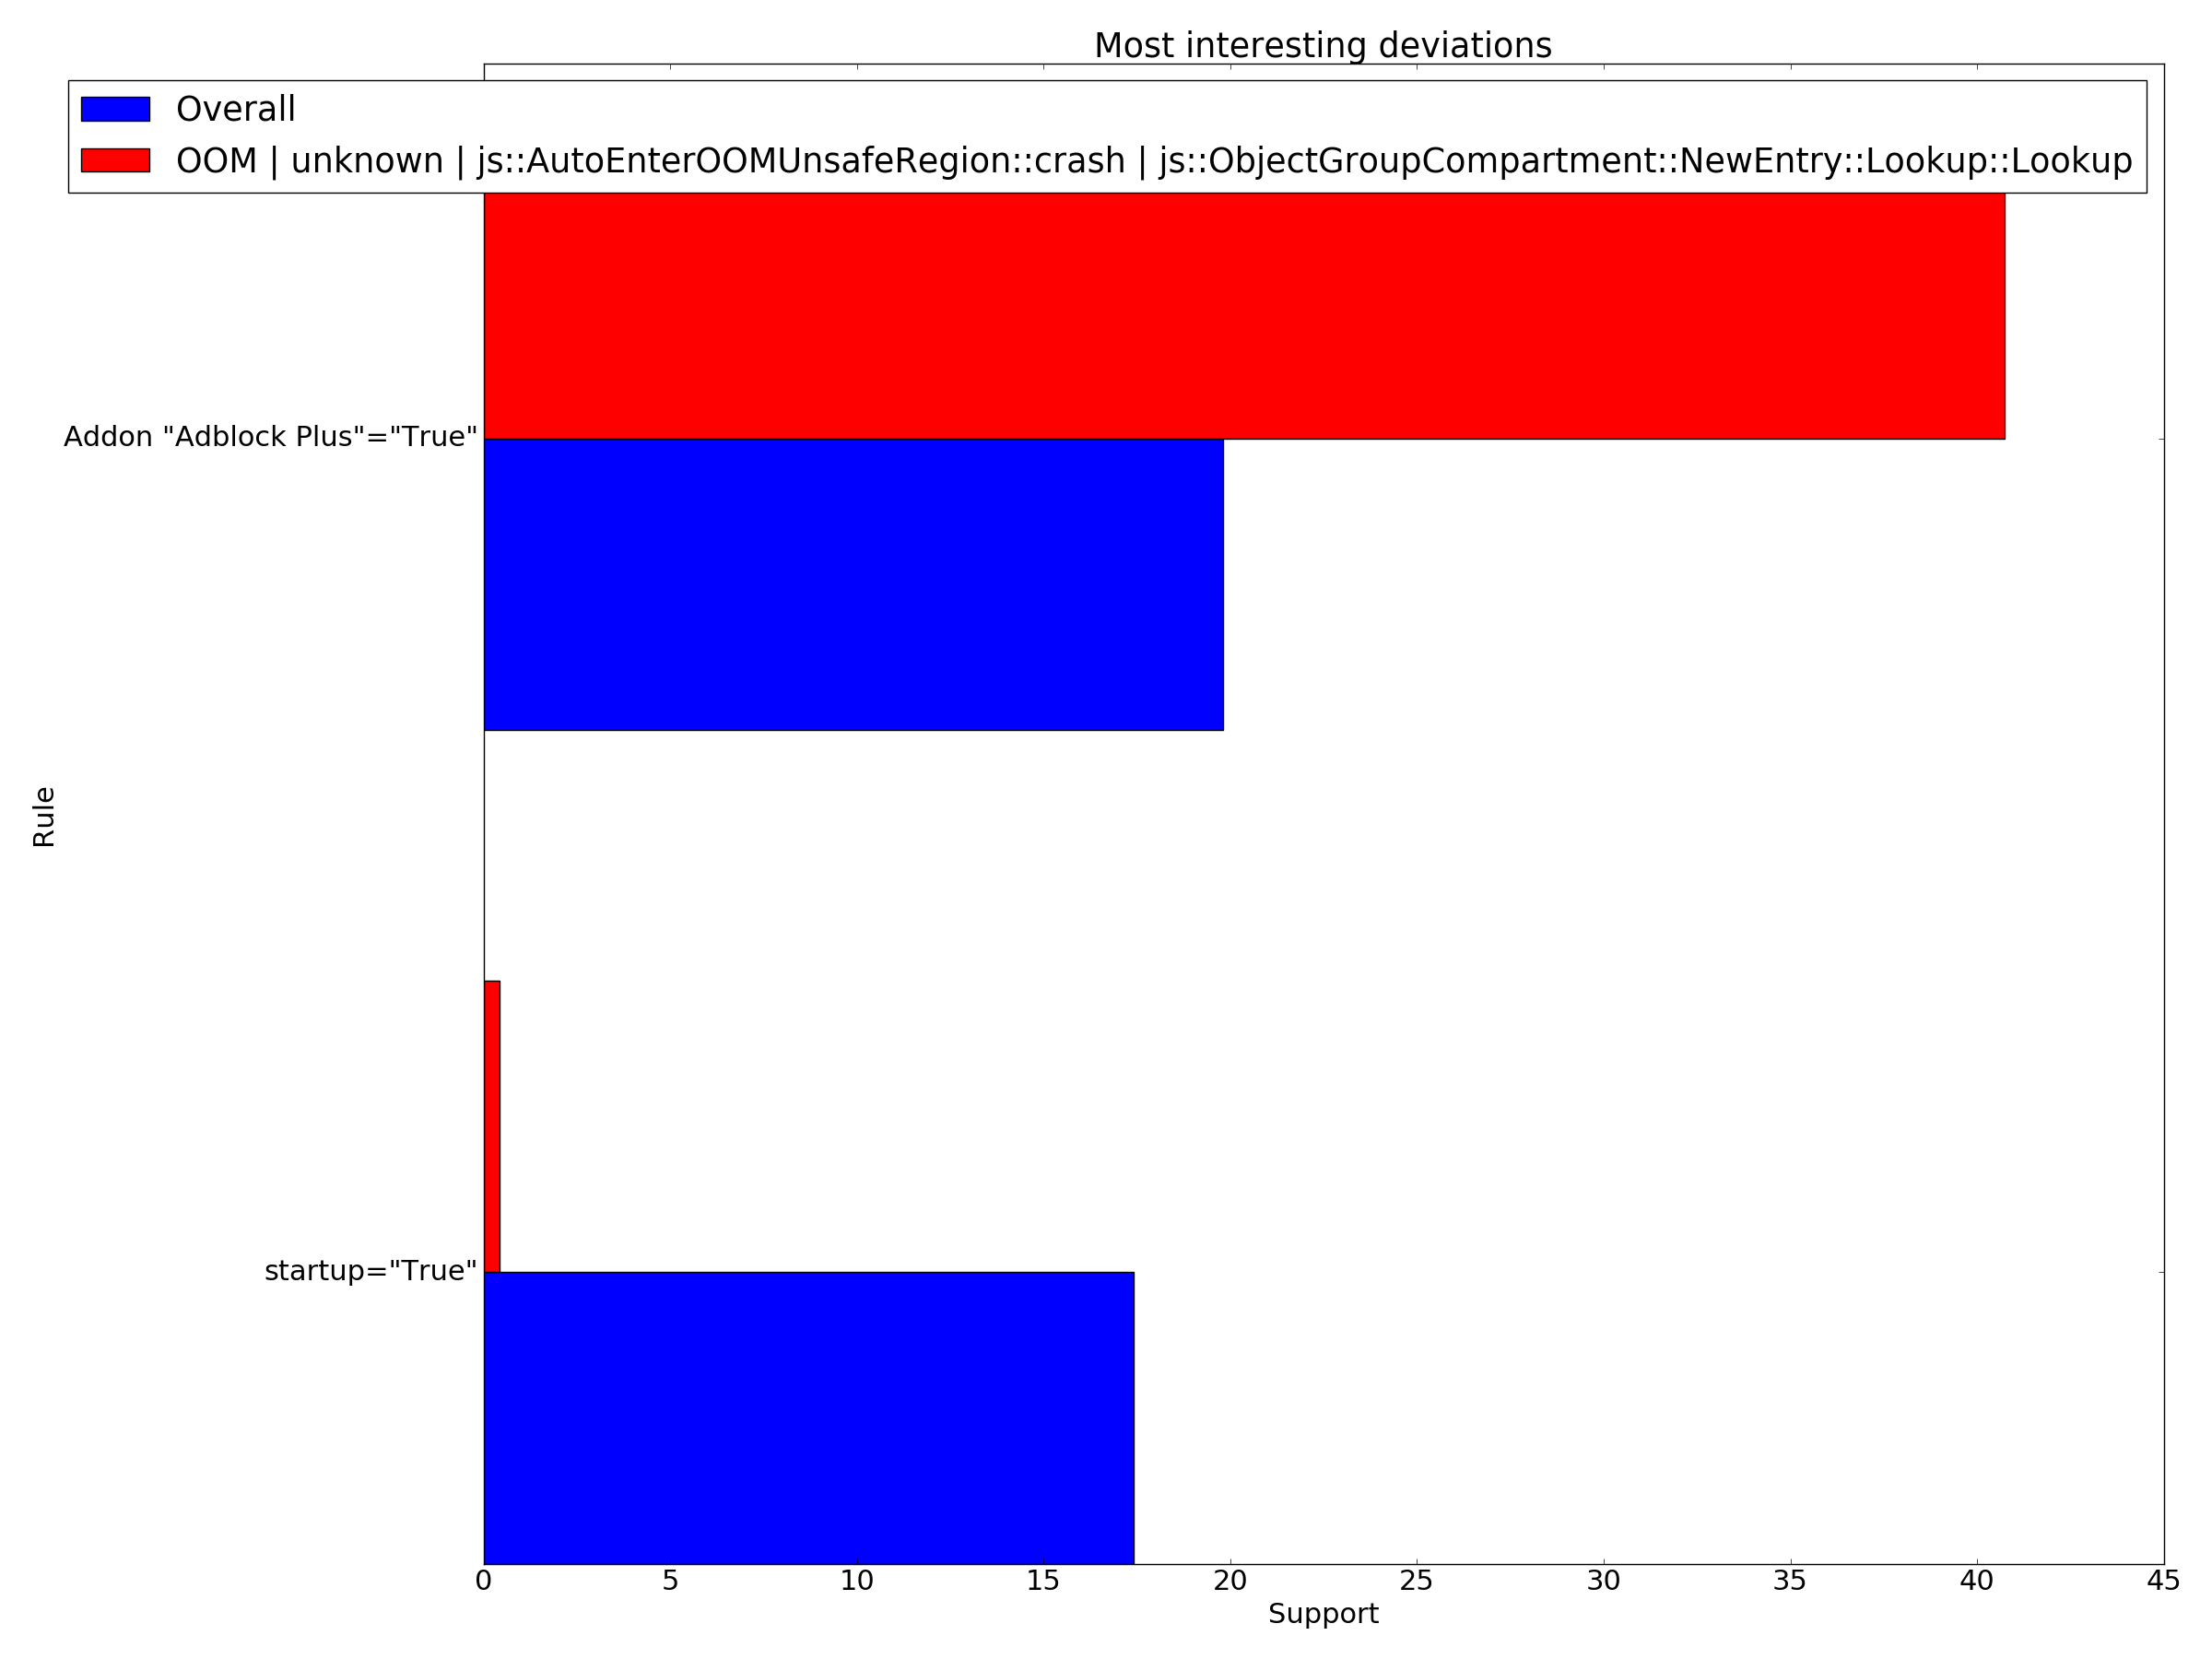 Most interesting deviations
Overall
OOM | unknown | js::AutoEnterOOMUnsafeRegion::crash | js::ObjectGroupCompartment::NewEntry::Lookup::Lookup
Addon "Adblock Plus"="True"
Rule
startup="True"
0 5 10 15 20 25 30 35 40 45
Support